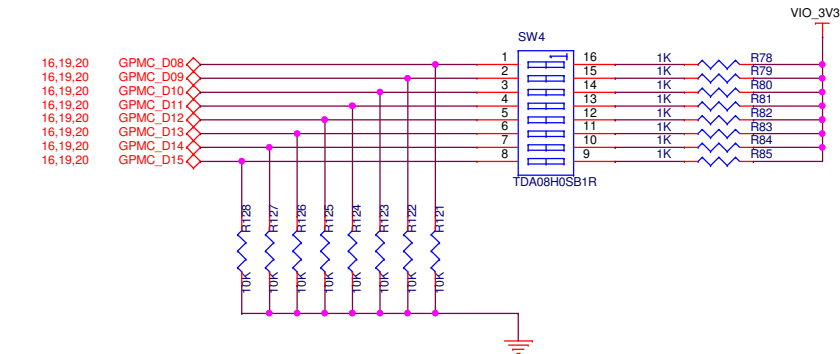 VIO_3V3
SW4
16,19,20 GPMC_D08 1 16 1K R78
16,19,20 GPMC_D09 2 15 1K R79
16,19,20 GPMC_D10 3 14 1K R80
16,19,20 GPMC_D11 4 13 1K R81
16,19,20 GPMC_D12 5 12 1K R82
16,19,20 GPMC_D13 6 11 1K R83
16,19,20 GPMC_D14 7 10 1K R84
16,19,20 GPMC_D15 8 9 1K R85
TDA08H0SB1R
R128 R127 R126 R125 R124 R123 R122 R121
10K 10K 10K 10K 10K 10K 10K 10K